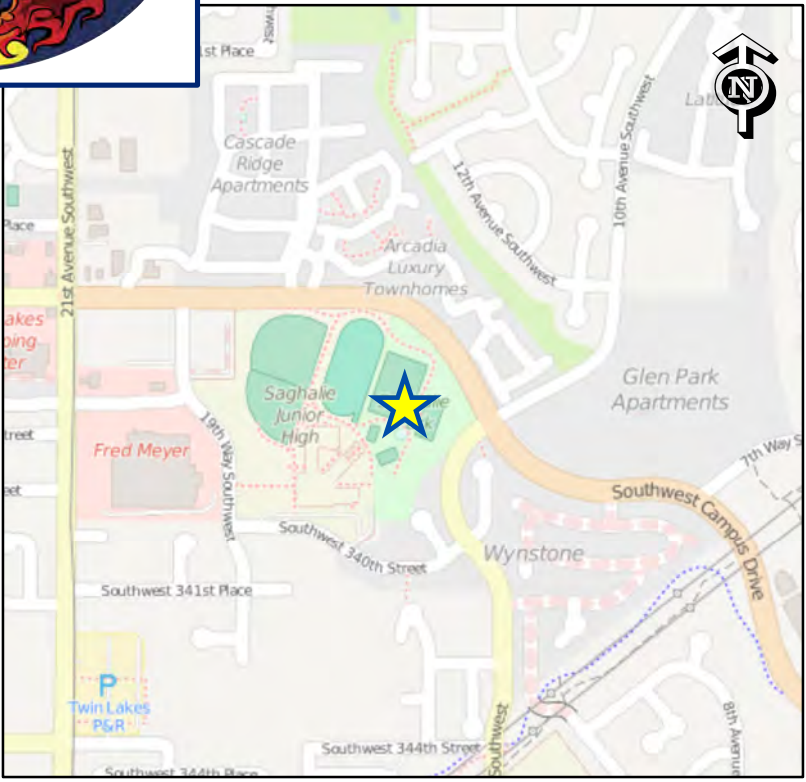 1st Place
N
Cascade
Ridge
Apartments
21st Avenue Southwest
Place
12th Avenue Southwest
10th Avenue Southwest
Arcadia
Luxury
Townhomes
Glen Park
Apartments
Saghalie
Junior
High
Fred Meyer
19th Way Southwest
7th Way S
Southwest Campus Drive
Southwest 340th Street
Wynstone
Southwest 341st Place
P
Twin Lakes
P&R
Southwest 344th Street
Southwest
8th Avenue
Southwest 344th Place